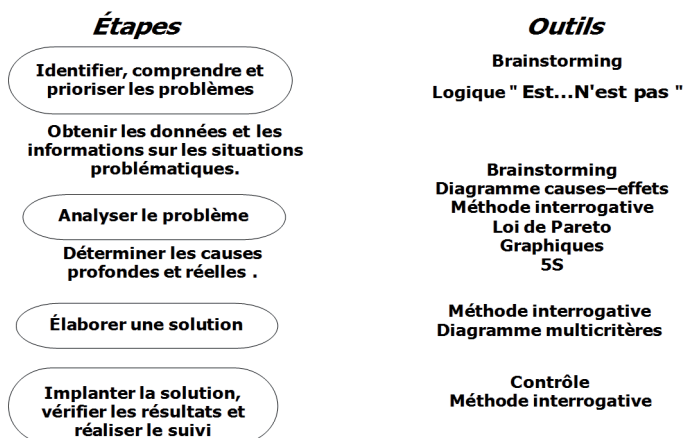 Étapes
Identifier, comprendre et
prioriser les problèmes
Obtenir les données et les
informations sur les situations
problématiques.
Analyser le problème
Déterminer les causes
profondes et réelles .
Élaborer une solution
Implanter la solution,
vérifier les résultats et
réaliser le suivi
Outils
Brainstorming
Logique " Est...N'est pas "
Brainstorming
Diagramme causes–effets
Méthode interrogative
Loi de Pareto
Graphiques
5S
Méthode interrogative
Diagramme multicritères
Contrôle
Méthode interrogative